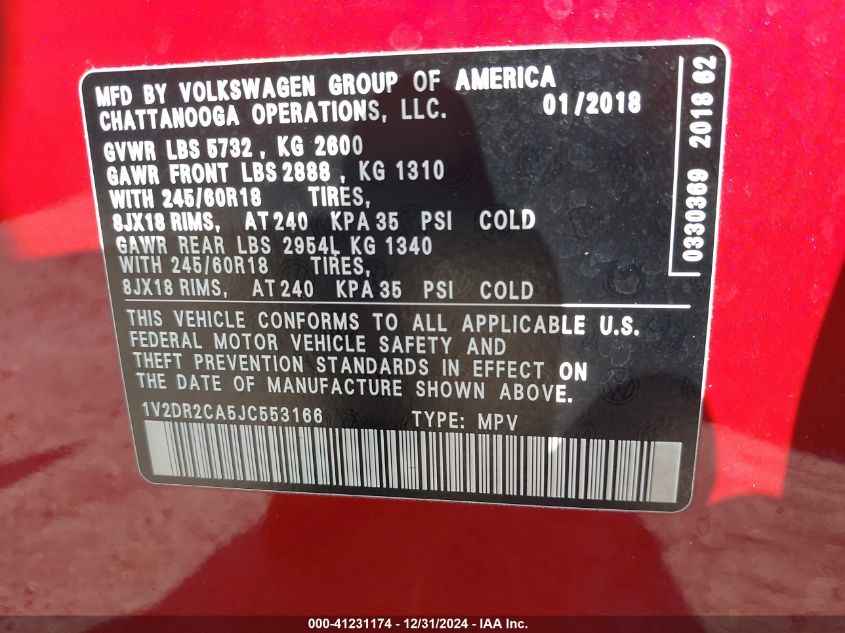 MFD BY VOLKSWAGEN GROUP OF AMERICA
CHATTANOOGA OPERATIONS, LLC. 01/2018
GVWR LBS 5732, KG 2600
GAWR FRONT LBS 2888, KG 1310
WITH 245/60R18 TIRES,
8JX18 RIMS, AT 240 KPA 35 PSI COLD
GAWR REAR LBS 2954L KG 1340
WITH 245/60R18 TIRES,
8JX18 RIMS, AT 240 KPA 35 PSI COLD
THIS VEHICLE CONFORMS TO ALL APPLICABLE U.S.
FEDERAL MOTOR VEHICLE SAFETY AND
THEFT PREVENTION STANDARDS IN EFFECT ON
THE DATE OF MANUFACTURE SHOWN ABOVE.
1V2DR2CA5JC553166 TYPE: MPV
0330369 2018 62
000-41231174 - 12/31/2024 - IAA Inc.